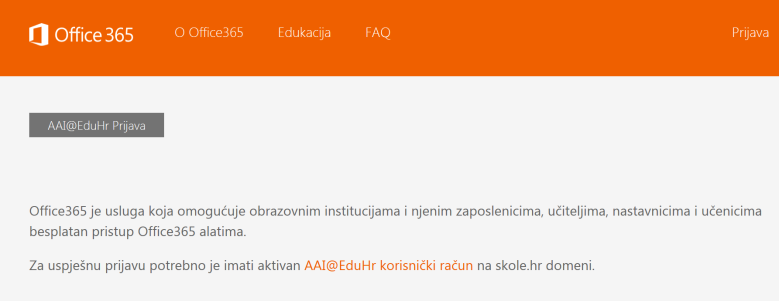 Office 365 O Office365 Edukacija FAQ Prijava
AAI@EduHr Prijava
Office365 je usluga koja omogućuje obrazovnim institucijama i njenim zaposlenicima, učiteljima, nastavnicima i učenicima
besplatan pristup Office365 alatima.
Za uspješnu prijavu potrebno je imati aktivan AAI@EduHr korisnički račun na skole.hr domeni.